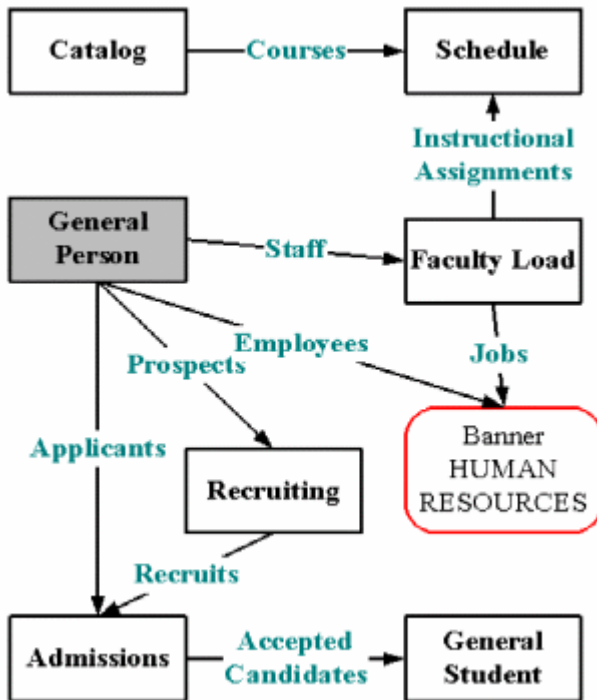 Catalog
Courses
Schedule
Instructional
Assignments
General
Person
Staff
Faculty Load
Employees
Jobs
Prospects
Applicants
Recruiting
Banner
HUMAN
RESOURCES
Recruits
Admissions
Accepted
Candidates
General
Student